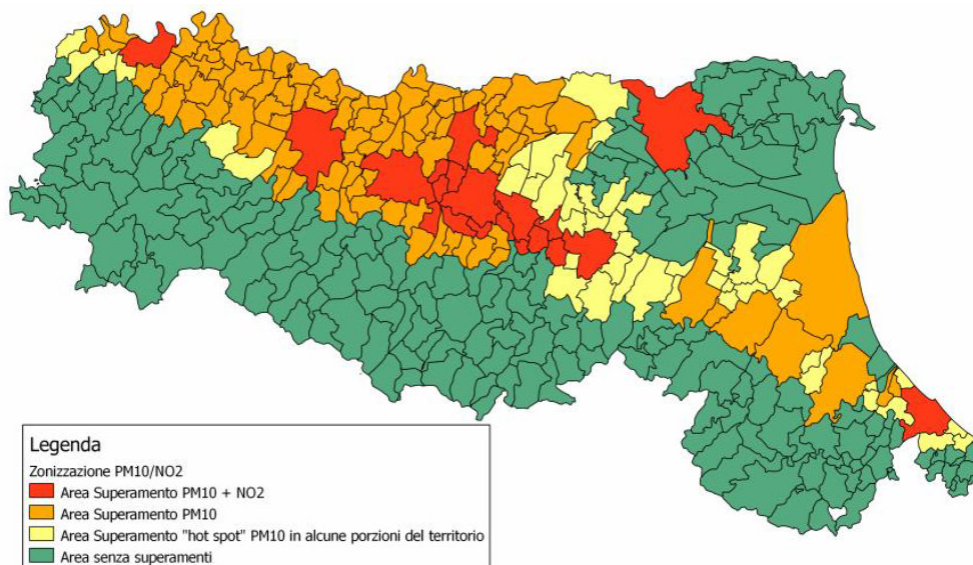 Legenda
Zonizzazione PM10/NO2
Area Superamento PM10 + NO2
Area Superamento PM10
Area Superamento "hot spot" PM10 in alcune porzioni del territorio
Area senza superamenti